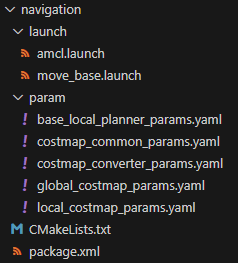 navigation
launch
amcl.launch
move_base.launch
param
base_local_planner_params.yaml
costmap_common_params.yaml
costmap_converter_params.yaml
global_costmap_params.yaml
local_costmap_params.yaml
CMakeLists.txt
package.xml